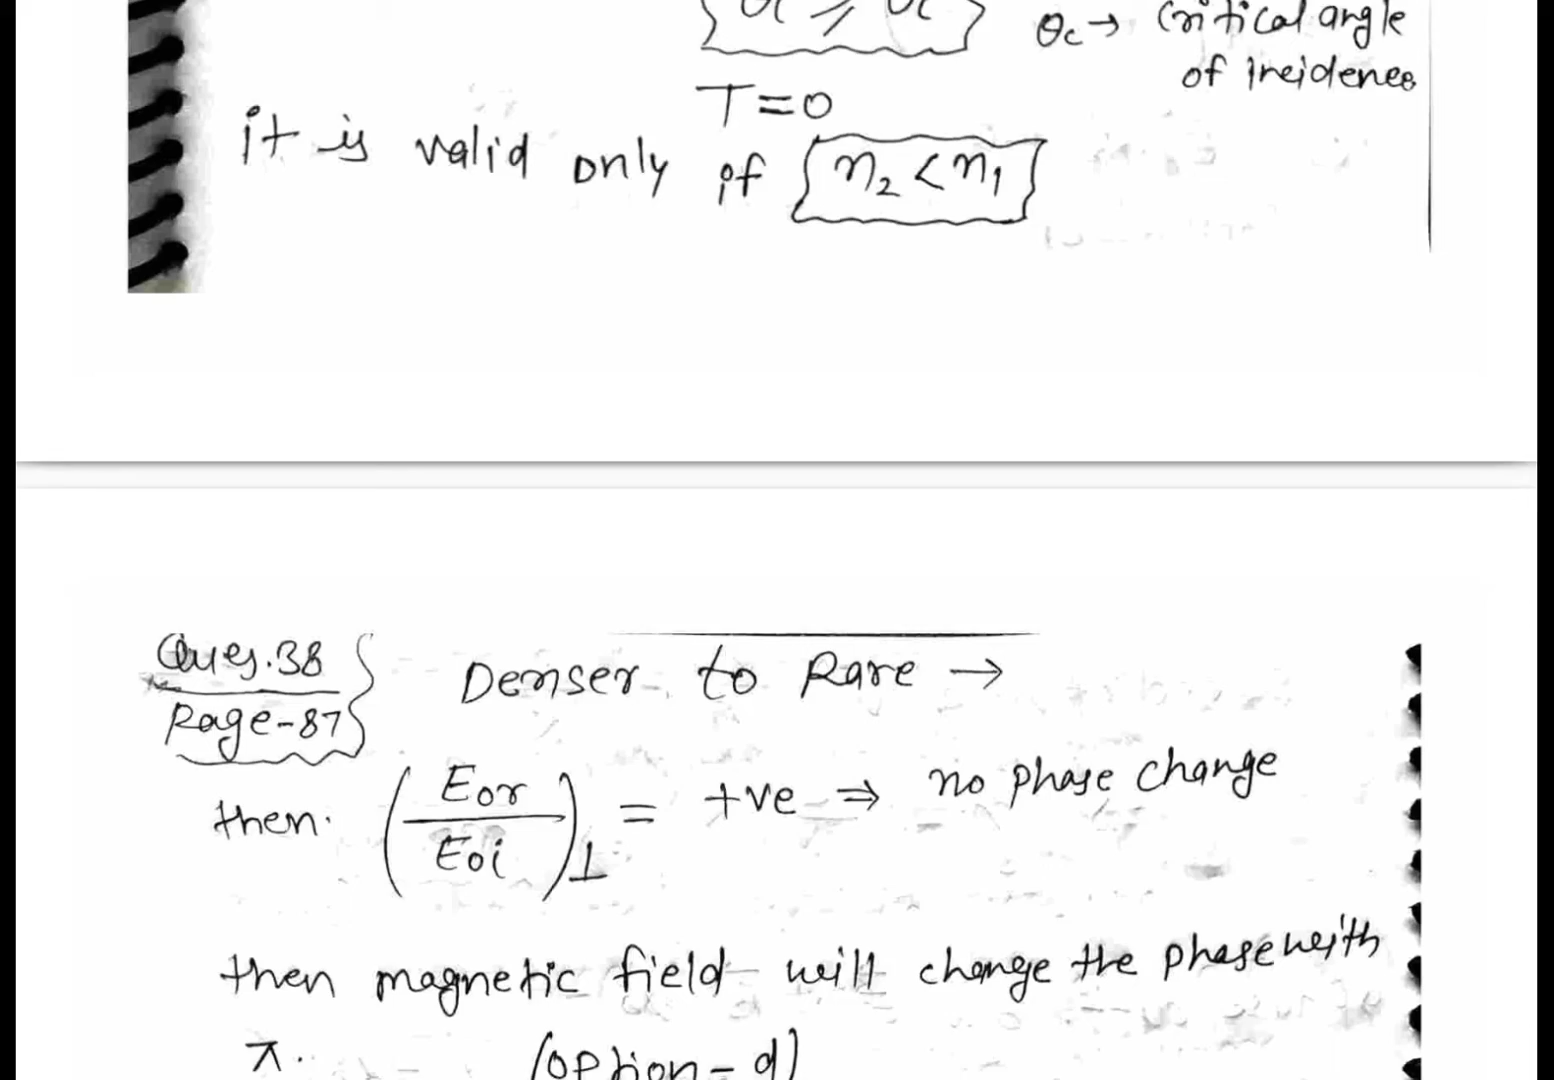 θc → Critical angle
of Incidence
T=0
it is valid only if n₂ < n₁
Ques.38
Page-87
Denser to Rare →
then (Eor/Eoi)⊥ = +ve ⇒ no phase change
then magnetic field will change the phase with
π. (option-d)